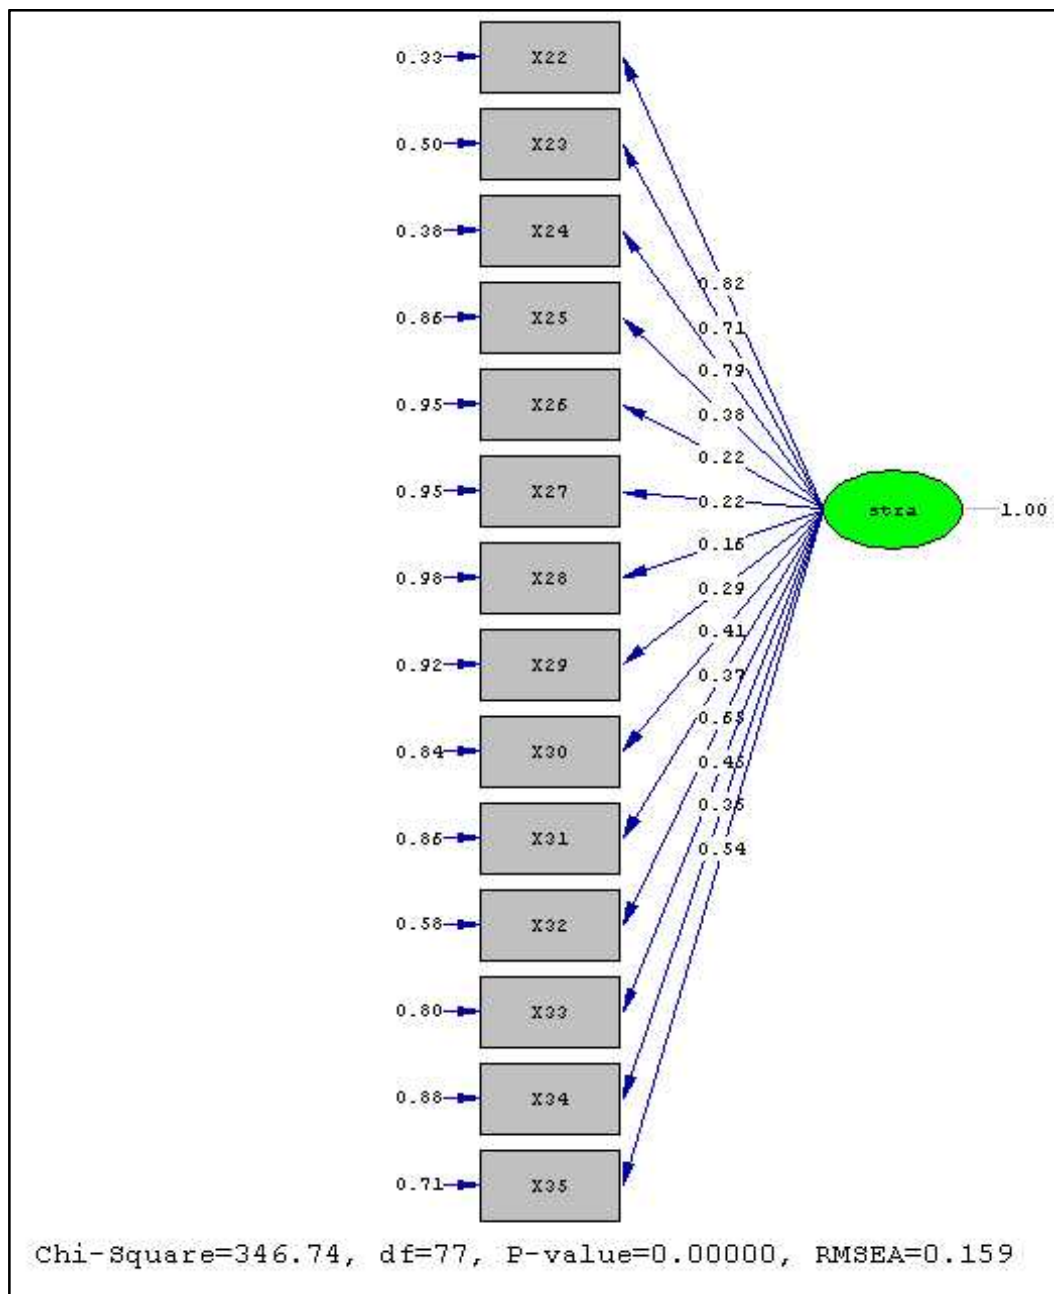 0.33 X22
0.50 X23
0.38 X24
0.82
0.86 X25
0.71
0.79
0.95 X26
0.38
0.22
0.95 X27
0.22
stra 1.00
0.15
0.98 X28
0.29
0.41
0.92 X29
0.37
0.65
0.84 X30
0.45
0.35
0.86 X31
0.54
0.58 X32
0.80 X33
0.88 X34
0.71 X35
Chi-Square=346.74, df=77, P-value=0.00000, RMSEA=0.159